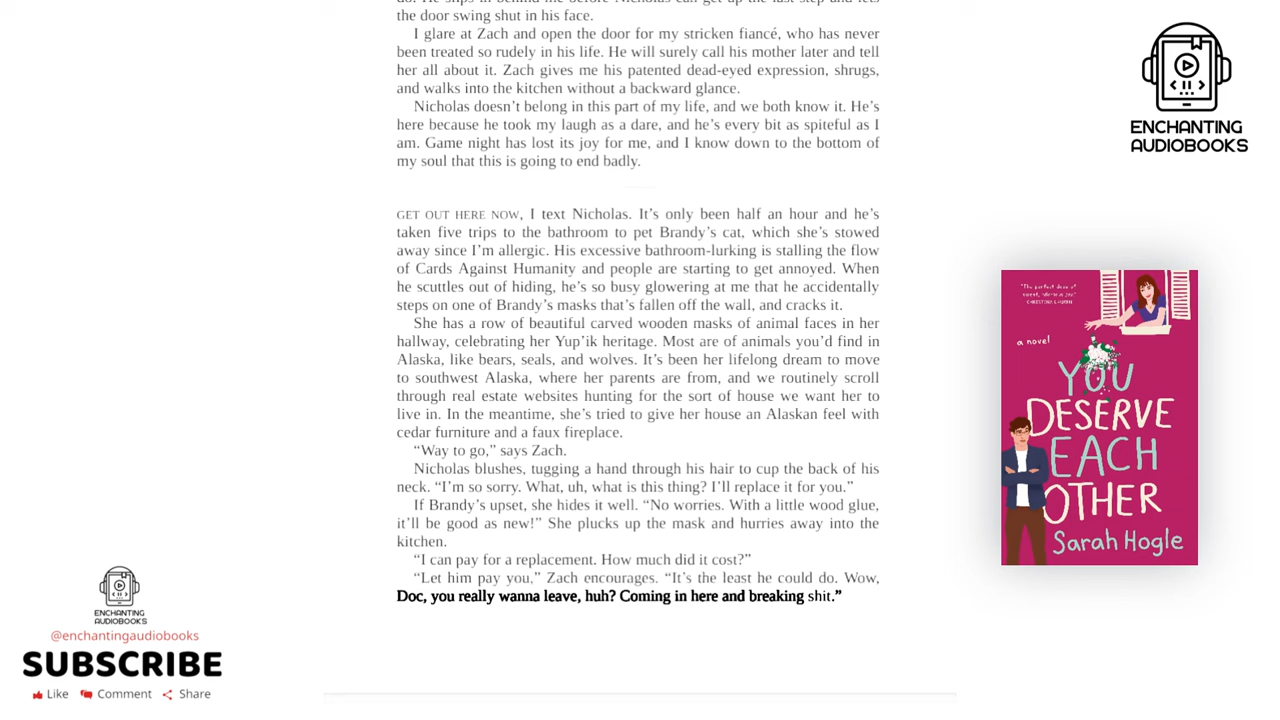 the door swing shut in his face.
I glare at Zach and open the door for my stricken fiancé, who has never
been treated so rudely in his life. He will surely call his mother later and tell
her all about it. Zach gives me his patented dead-eyed expression, shrugs,
and walks into the kitchen without a backward glance.
Nicholas doesn’t belong in this part of my life, and we both know it. He’s
here because he took my laugh as a dare, and he’s every bit as spiteful as I
am. Game night has lost its joy for me, and I know down to the bottom of
my soul that this is going to end badly.
GET OUT HERE NOW, I text Nicholas. It’s only been half an hour and he’s
taken five trips to the bathroom to pet Brandy’s cat, which she’s stowed
away since I’m allergic. His excessive bathroom-lurking is stalling the flow
of Cards Against Humanity and people are starting to get annoyed. When
he scuttles out of hiding, he’s so busy glowering at me that he accidentally
steps on one of Brandy’s masks that’s fallen off the wall, and cracks it.
She has a row of beautiful carved wooden masks of animal faces in her
hallway, celebrating her Yup’ik heritage. Most are of animals you’d find in
Alaska, like bears, seals, and wolves. It’s been her lifelong dream to move
to southwest Alaska, where her parents are from, and we routinely scroll
through real estate websites hunting for the sort of house we want her to
live in. In the meantime, she’s tried to give her house an Alaskan feel with
cedar furniture and a faux fireplace.
“Way to go,” says Zach.
Nicholas blushes, tugging a hand through his hair to cup the back of his
neck. “I’m so sorry. What, uh, what is this thing? I’ll replace it for you.”
If Brandy’s upset, she hides it well. “No worries. With a little wood glue,
it’ll be good as new!” She plucks up the mask and hurries away into the
kitchen.
“I can pay for a replacement. How much did it cost?”
“Let him pay you,” Zach encourages. “It’s the least he could do. Wow,
Doc, you really wanna leave, huh? Coming in here and breaking shit.”
ENCHANTING
AUDIOBOOKS
a novel
YOU
DESERVE
EACH
OTHER
Sarah Hogle
ENCHANTING
AUDIOBOOKS
@enchantingaudiobooks
SUBSCRIBE
Like Comment Share